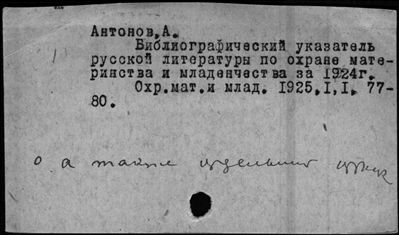 Антонов,А.
Библиографический указатель
русской литературы по охране мате-
ринства и младенчества за 1924г.
Охр.мат.и млад. 1925,I,I, 77-
80.
о а также